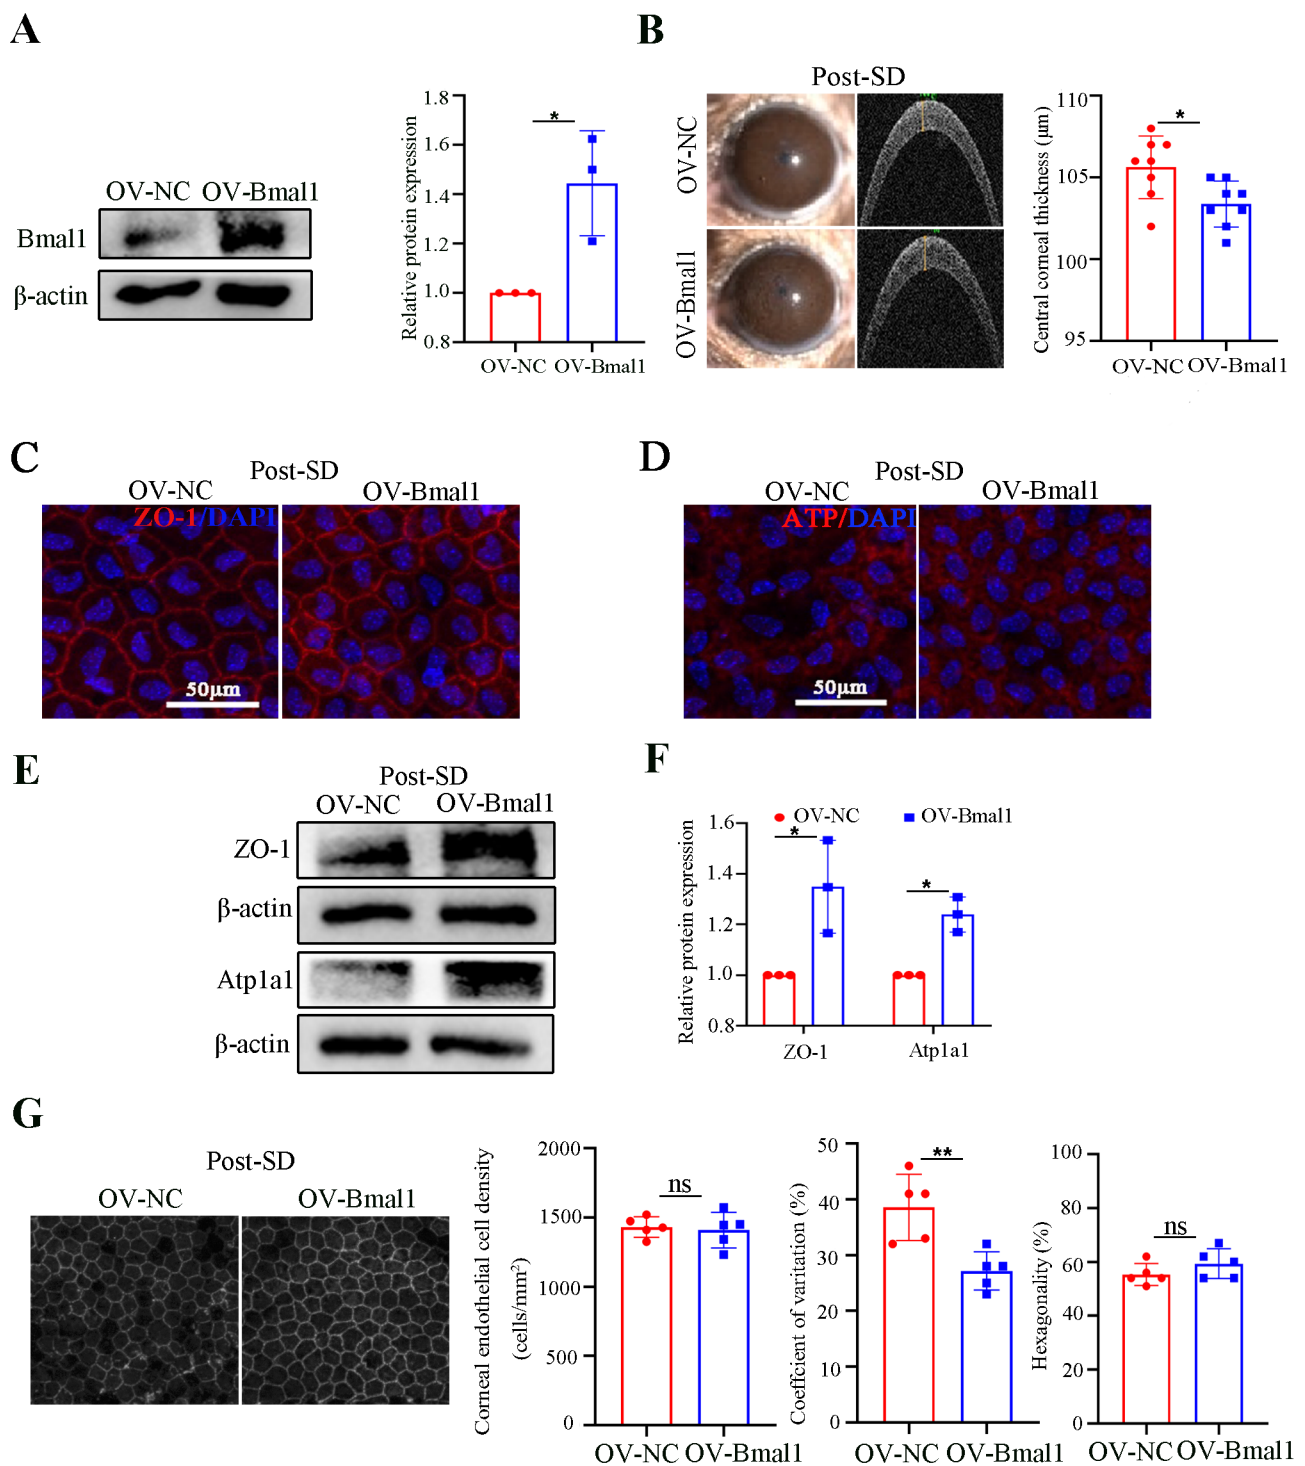 A
OV-NC OV-Bmal1
Bmal1
β-actin
Relative protein expression
1.8
1.6
1.4
1.2
1.0
0.8
*
OV-NC OV-Bmal1
B
Post-SD
OV-NC
OV-Bmal1
Central corneal thickness (μm)
110
105
100
95
*
OV-NC OV-Bmal1
C
Post-SD
OV-NC OV-Bmal1
ZO-1/DAPI
50μm
D
Post-SD
OV-NC OV-Bmal1
ATP/DAPI
50μm
E
Post-SD
OV-NC OV-Bmal1
ZO-1
β-actin
Atp1a1
β-actin
F
OV-NC OV-Bmal1
Relative protein expression
1.6
1.4
1.2
1.0
0.8
*
*
ZO-1 Atp1a1
G
Post-SD
OV-NC OV-Bmal1
Corneal endothelial cell density
(cells/mm²)
2000
1500
1000
500
0
ns
OV-NC OV-Bmal1
Coeffcient of varitation (%)
50
40
30
20
10
0
**
OV-NC OV-Bmal1
Hexagonality (%)
100
80
60
40
20
0
ns
OV-NC OV-Bmal1